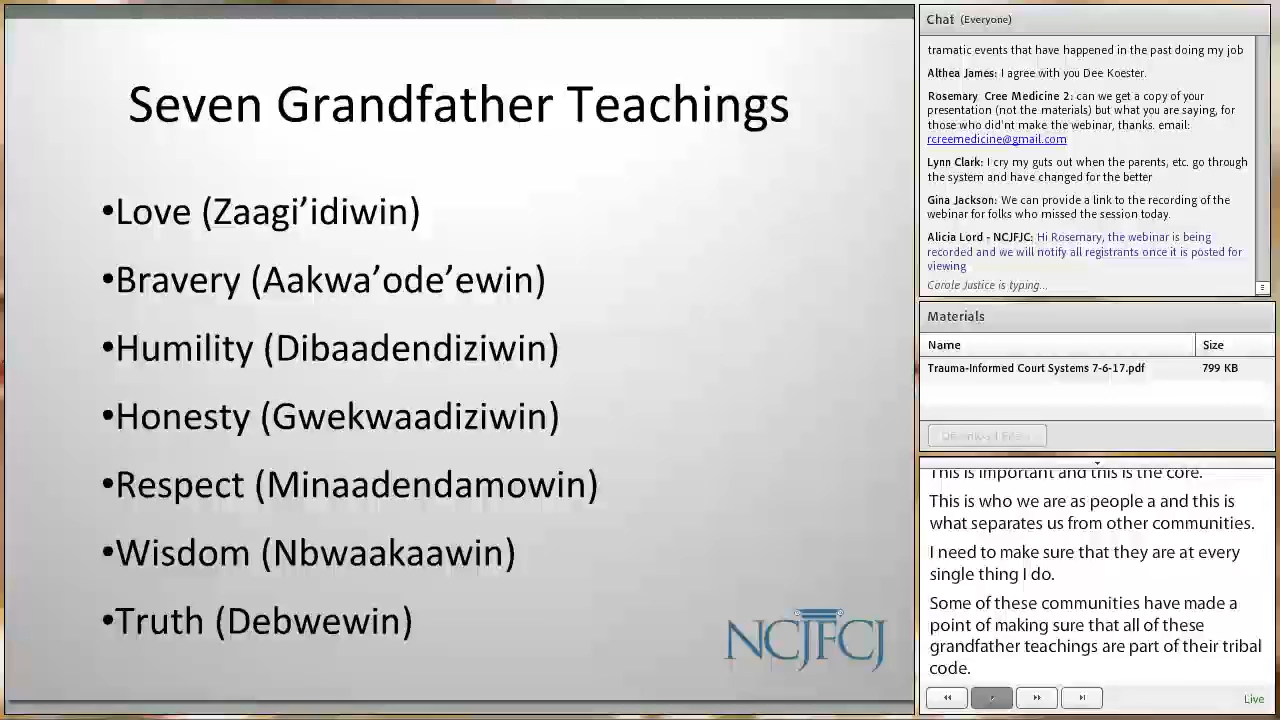 Seven Grandfather Teachings
•Love (Zaagi’idiwin)
•Bravery (Aakwa’ode’ewin)
•Humility (Dibaadendiziwin)
•Honesty (Gwekwaadiziwin)
•Respect (Minaadendamowin)
•Wisdom (Nbwaakaawin)
•Truth (Debwewin)
NCJFCJ
Chat (Everyone)
tramatic events that have happened in the past doing my job
Althea James: I agree with you Dee Koester.
Rosemary Cree Medicine 2: can we get a copy of your
presentation (not the materials) but what you are saying, for
those who did'nt make the webinar, thanks. email:
rcreemedicine@gmail.com
Lynn Clark: I cry my guts out when the parents, etc. go through
the system and have changed for the better
Gina Jackson: We can provide a link to the recording of the
webinar for folks who missed the session today.
Alicia Lord - NCJFJC: Hi Rosemary, the webinar is being
recorded and we will notify all registrants once it is posted for
viewing
Carole Justice is typing...
Materials
Name Size
Trauma-Informed Court Systems 7-6-17.pdf 799 KB
This is important and this is the core.
This is who we are as people a and this is
what separates us from other communities.
I need to make sure that they are at every
single thing I do.
Some of these communities have made a
point of making sure that all of these
grandfather teachings are part of their tribal
code.
Live